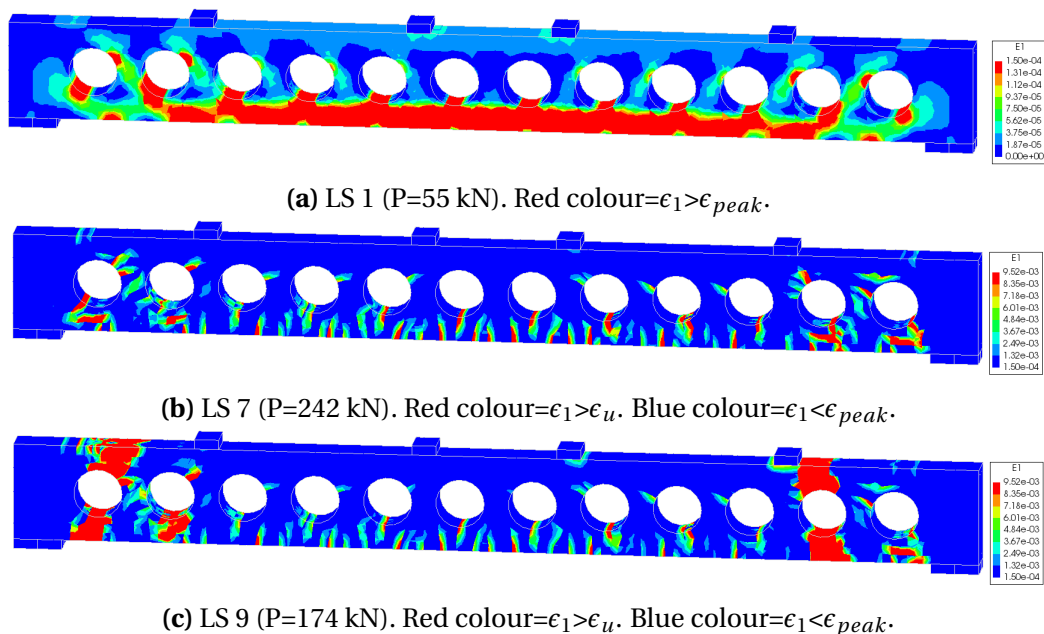 E1
1.50e-04
1.31e-04
1.12e-04
9.37e-05
7.50e-05
5.62e-05
3.75e-05
1.87e-05
0.00e+00
(a) LS 1 (P=55 kN). Red colour=ϵ1>ϵpeak.
E1
9.52e-03
8.35e-03
7.18e-03
6.01e-03
4.84e-03
3.67e-03
2.49e-03
1.32e-03
1.50e-04
(b) LS 7 (P=242 kN). Red colour=ϵ1>ϵu. Blue colour=ϵ1<ϵpeak.
E1
9.52e-03
8.35e-03
7.18e-03
6.01e-03
4.84e-03
3.67e-03
2.49e-03
1.32e-03
1.50e-04
(c) LS 9 (P=174 kN). Red colour=ϵ1>ϵu. Blue colour=ϵ1<ϵpeak.